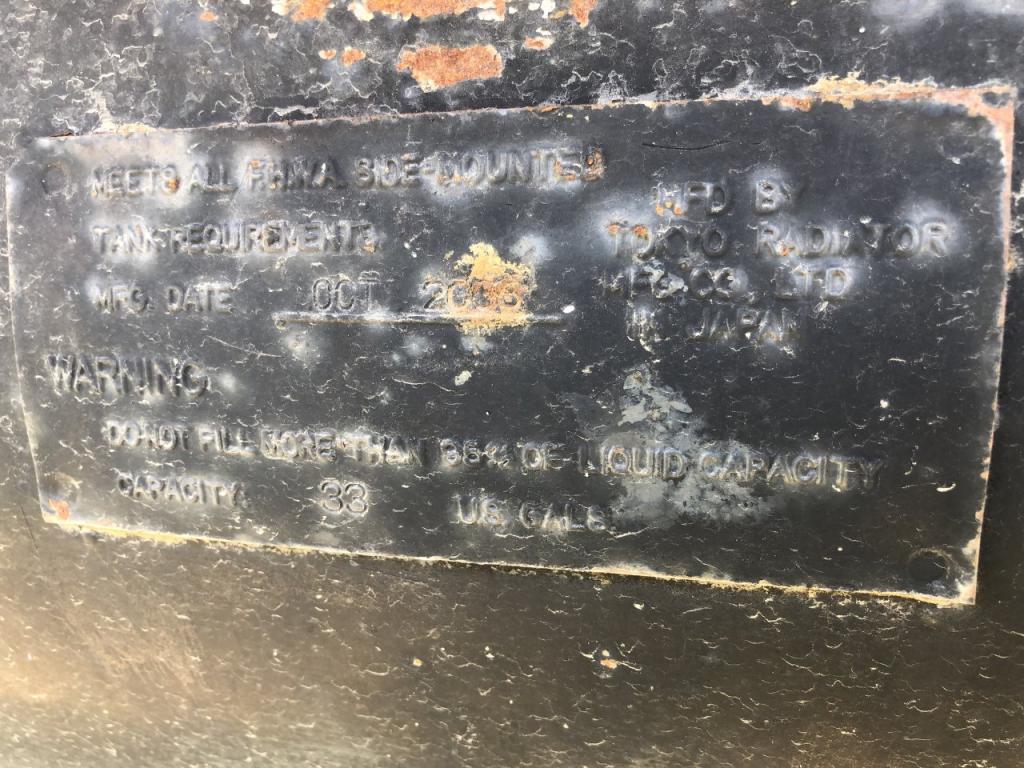 MEETS ALL F.H.W.A. SIDE-MOUNTED
TANK REQUIREMENTS
MFG. DATE OCT
MFD BY
TOKYO RADIATOR
MFG. CO., LTD
IN JAPAN
WARNING
DO NOT FILL MORE THAN OF LIQUID CAPACITY
CAPACITY 33 US GALS.